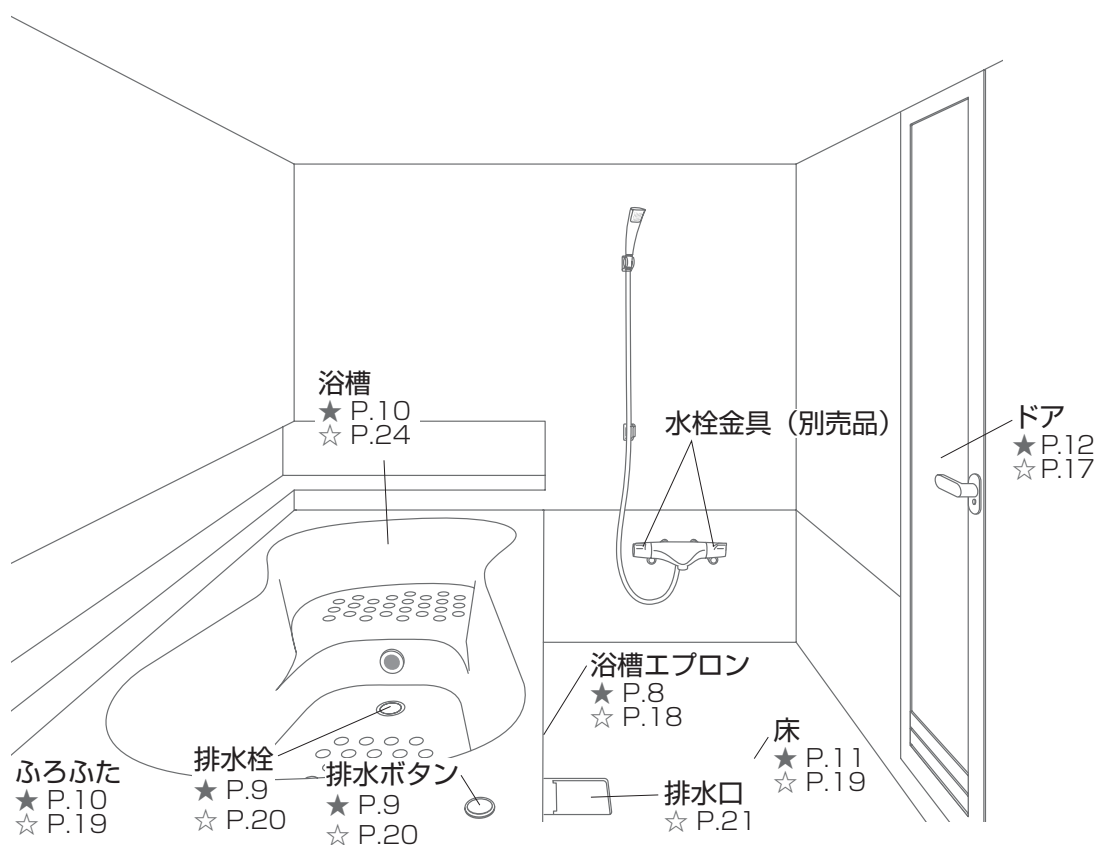 浴槽
★ P.10
☆ P.24
水栓金具（別売品）
ドア
★ P.12
☆ P.17
浴槽エプロン
★ P.8
☆ P.18
床
★ P.11
☆ P.19
ふろふた
★ P.10
☆ P.19
排水栓
★ P.9
☆ P.20
排水ボタン
★ P.9
☆ P.20
排水口
☆ P.21